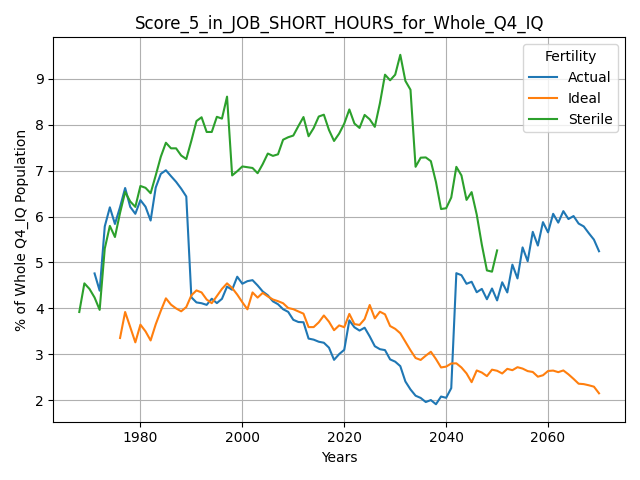 Score_5_in_JOB_SHORT_HOURS_for_Whole_Q4_IQ
% of Whole Q4_IQ Population
9
8
7
6
5
4
3
2
Fertility
Actual
Ideal
Sterile
1980
2000
2020
2040
2060
Years